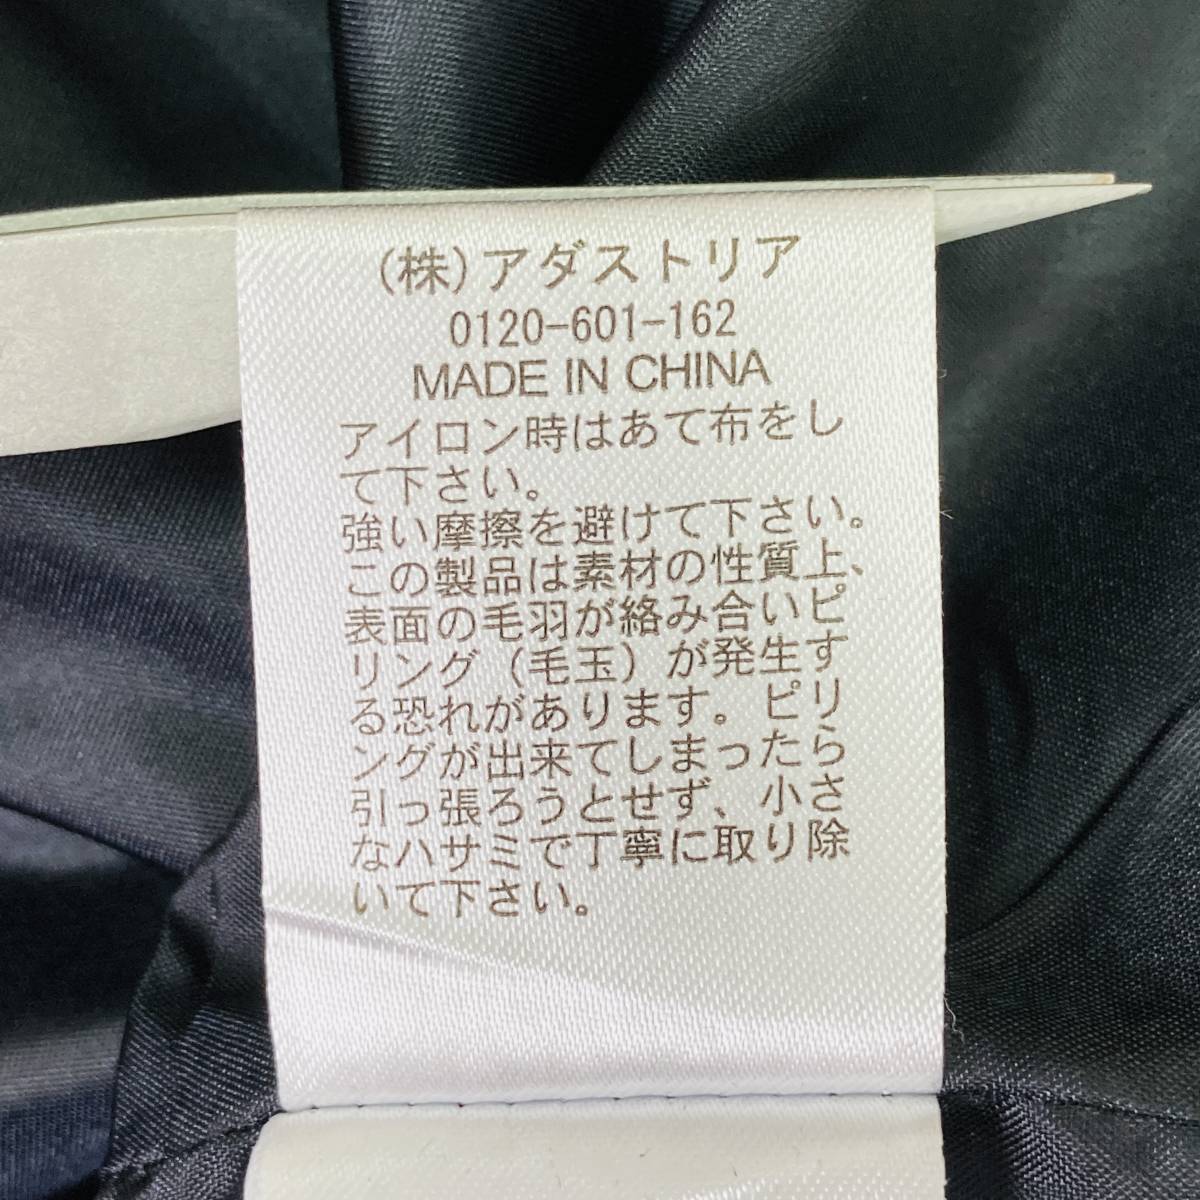 (株)アダストリア
0120-601-162
MADE IN CHINA
アイロン時はあて布をし
て下さい。
強い摩擦を避けて下さい。
この製品は素材の性質上、
表面の毛羽が絡み合いピ
リング(毛玉)が発生す
る恐れがあります。ピリ
ングが出来てしまったら
引っ張ろうとせず、小さ
なハサミで丁寧に取り除
いて下さい。